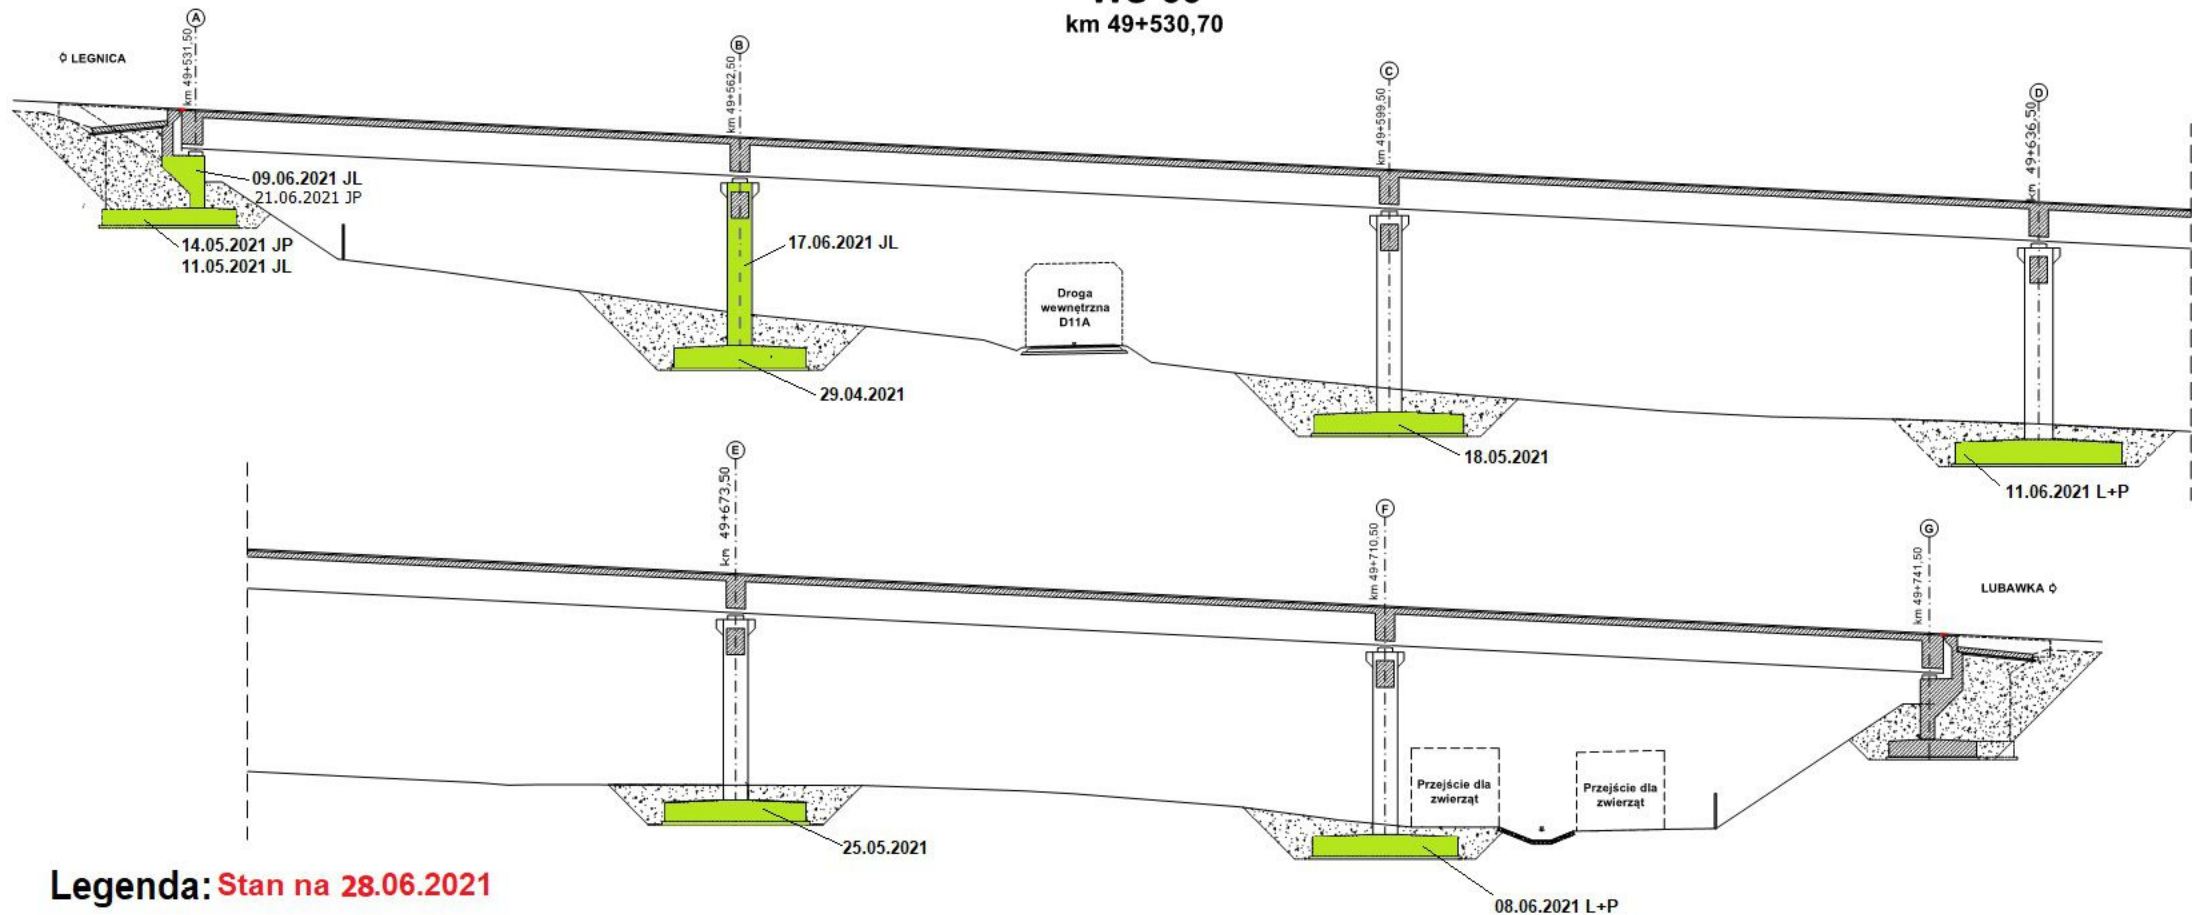 km 49+530,70
LEGNICA
A
km 49+531,50
B
km 49+562,50
C
km 49+599,50
D
km 49+636,50
09.06.2021 JL
21.06.2021 JP
14.05.2021 JP
11.05.2021 JL
17.06.2021 JL
29.04.2021
Droga
wewnętrzna
D11A
18.05.2021
11.06.2021 L+P
E
km 49+673,50
F
km 49+710,50
G
km 49+741,50
LUBAWKA
Przejście dla
zwierząt
Przejście dla
zwierząt
25.05.2021
08.06.2021 L+P
Legenda: Stan na 28.06.2021